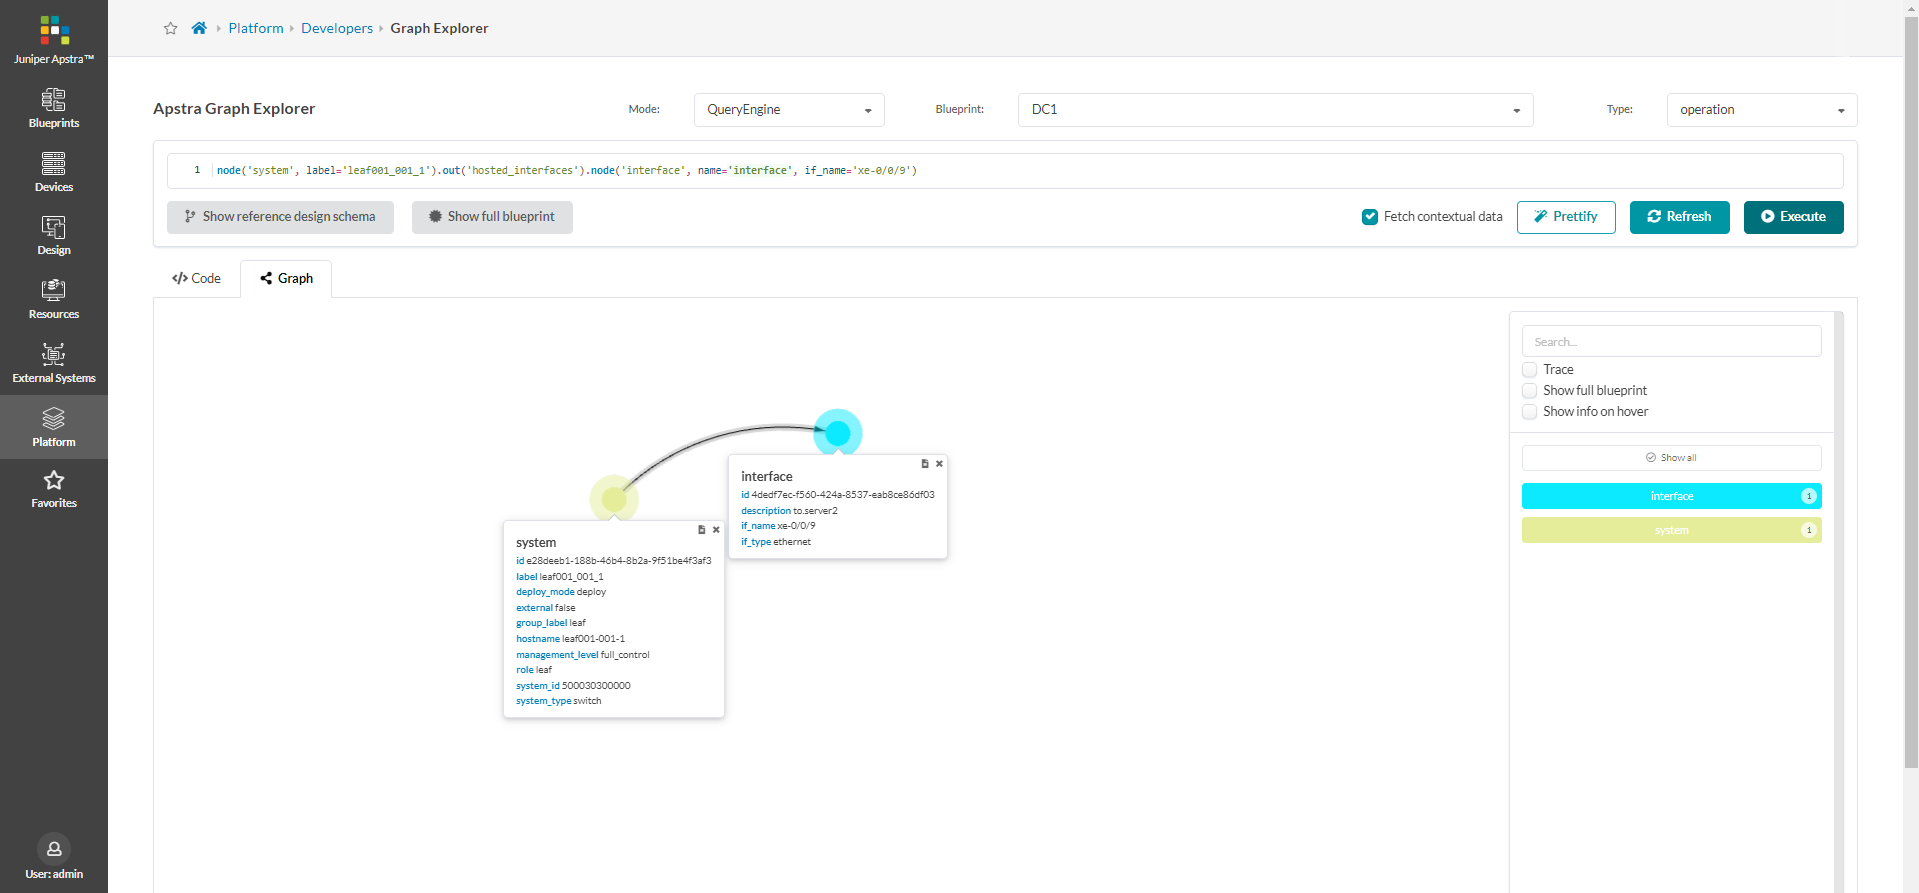 Juniper Apstra™
Blueprints
Devices
Design
Resources
External Systems
Platform
Favorites
User: admin
Platform
Developers
Graph Explorer
Apstra Graph Explorer
Mode:
QueryEngine
Blueprint:
DC1
Type:
operation
1 node('system', label='leaf001_001_1').out('hosted_interfaces').node('interface', name='interface', if_name='xe-0/0/9')
Show reference design schema
Show full blueprint
Fetch contextual data
Prettify
Refresh
Execute
Code
Graph
interface
id 4dedf7ec-f560-424a-8537-eab8ce86df03
description to.server2
if_name xe-0/0/9
if_type ethernet
system
id e28deeb1-188b-46b4-8b2a-9f51be4f3af3
label leaf001_001_1
deploy_mode deploy
external false
group_label leaf
hostname leaf001-001-1
management_level full_control
role leaf
system_id 500030300000
system_type switch
Search...
Trace
Show full blueprint
Show info on hover
Show all
interface 1
system 1